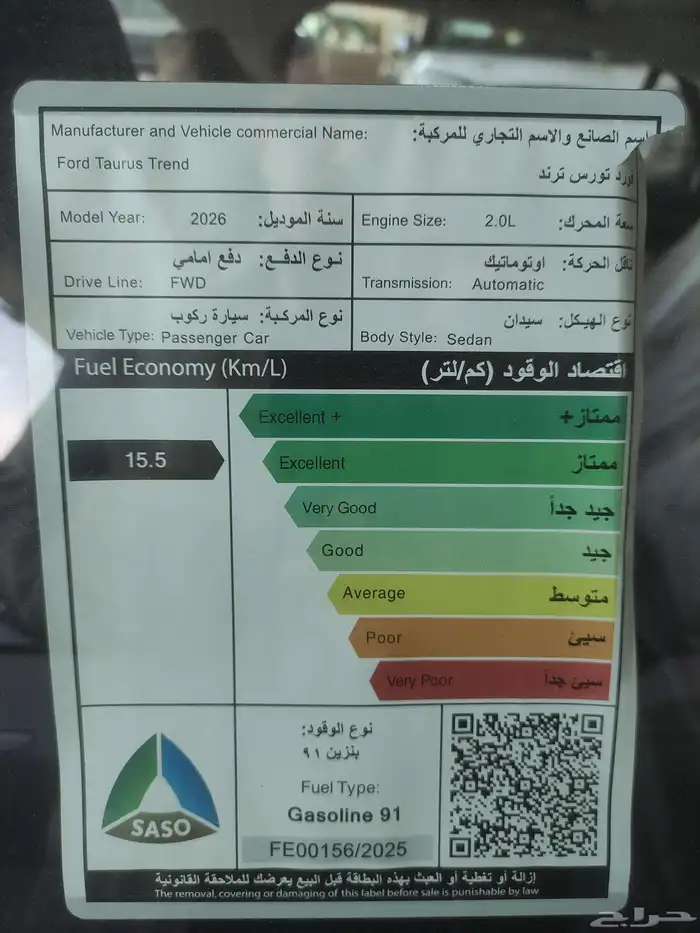 Manufacturer and Vehicle commercial Name: اسم الصانع والاسم التجاري للمركبة:
Ford Taurus Trend فورد تورس ترند
Model Year: 2026 سنة الموديل: Engine Size: 2.0L سعة المحرك:
نوع الدفع: دفع امامي ناقل الحركة: اوتوماتيك
Drive Line: FWD Transmission: Automatic
نوع المركبة: سيارة ركوب نوع الهيكل: سيدان
Vehicle Type: Passenger Car Body Style: Sedan
Fuel Economy (Km/L) اقتصاد الوقود (كم/لتر)
Excellent + ممتاز+
15.5 Excellent ممتاز
Very Good جيد جداً
Good جيد
Average متوسط
Poor سيئ
Very Poor سيئ جداً
نوع الوقود:
بنزين ٩١
Fuel Type:
Gasoline 91
SASO
FE00156/2025
إزالة أو تغطية أو العبث بهذه البطاقة قبل البيع يعرضك للملاحقة القانونية
The removal, covering or damaging of this label before sale is punishable by law
حراج